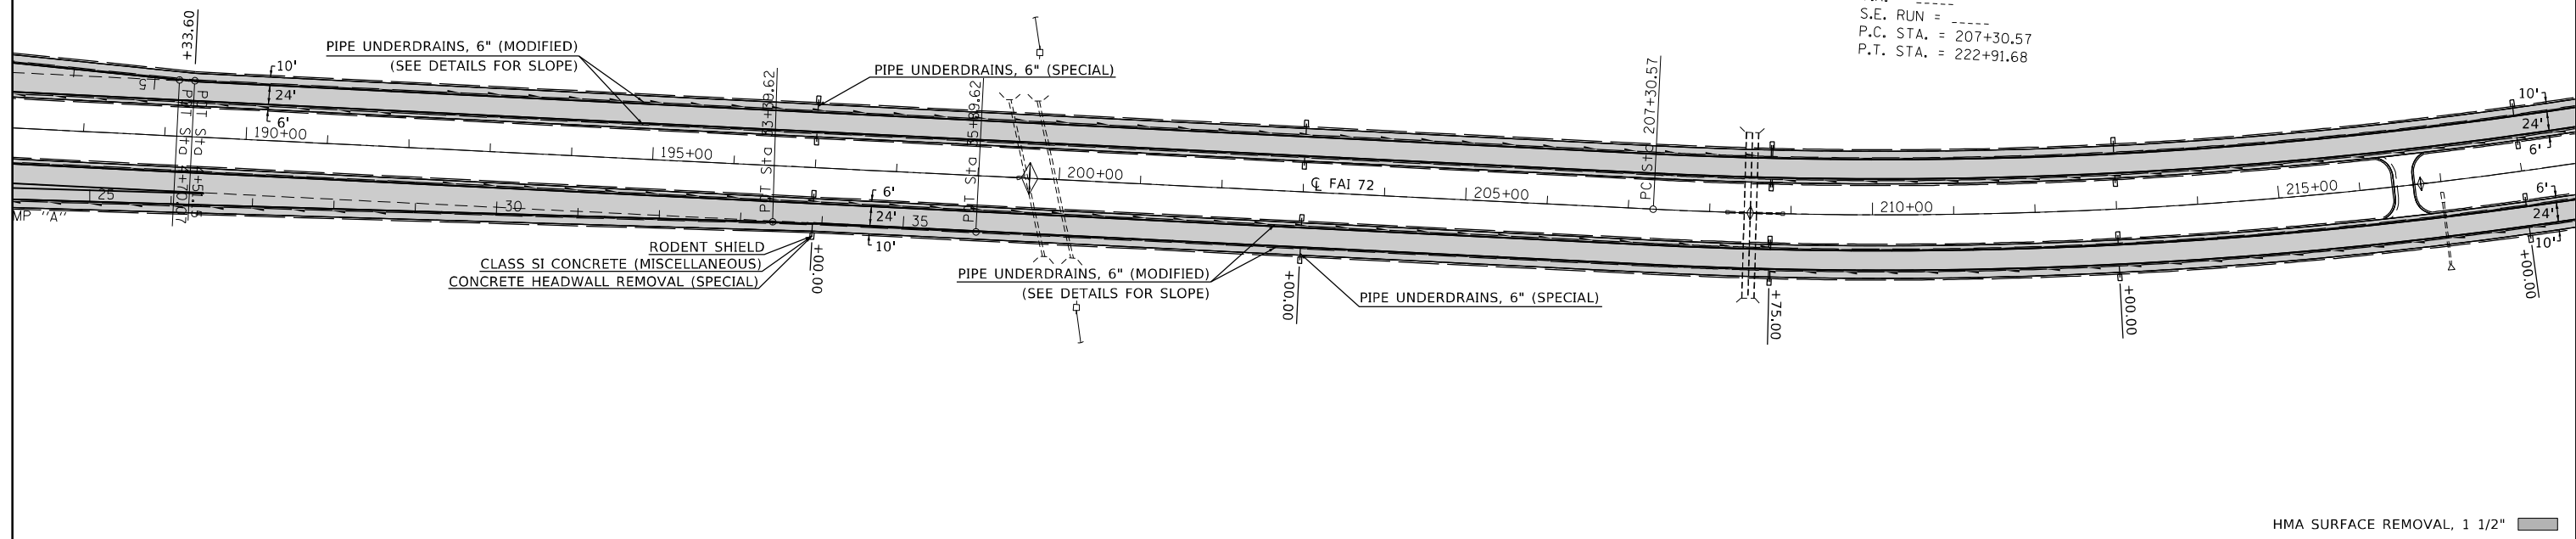 S.E. RUN = -----
P.C. STA. = 207+30.57
P.T. STA. = 222+91.68
+33.60
PIPE UNDERDRAINS, 6" (MODIFIED)
(SEE DETAILS FOR SLOPE)
PIPE UNDERDRAINS, 6" (SPECIAL)
10'
24'
6'
15
190+00
195+00
200+00
205+00
210+00
215+00
℄ FAI 72
PC Sta 207+30.57
10'
24'
6'
25
30
35
MP "A"
6'
24'
10'
6'
24'
10'
RODENT SHIELD
CLASS SI CONCRETE (MISCELLANEOUS)
CONCRETE HEADWALL REMOVAL (SPECIAL)
+00.00
PIPE UNDERDRAINS, 6" (MODIFIED)
(SEE DETAILS FOR SLOPE)
+00.00
PIPE UNDERDRAINS, 6" (SPECIAL)
+75.00
+00.00
+00.00
HMA SURFACE REMOVAL, 1 1/2"